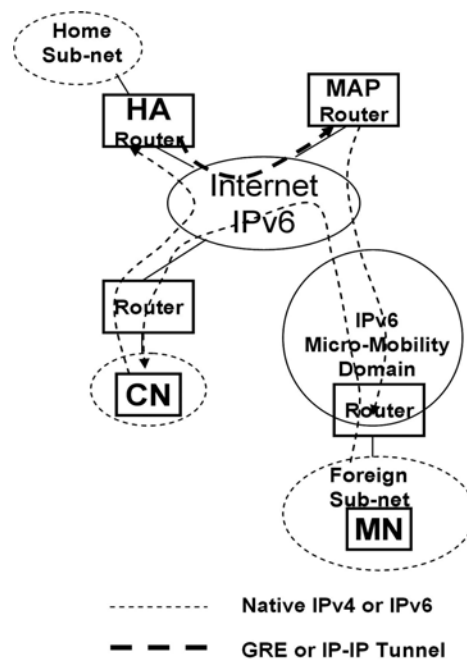 Home
Sub-net
HA
Router
MAP
Router
Internet
IPv6
Router
CN
IPv6
Micro-Mobility
Domain
Router
Foreign
Sub-net
MN
Native IPv4 or IPv6
GRE or IP-IP Tunnel